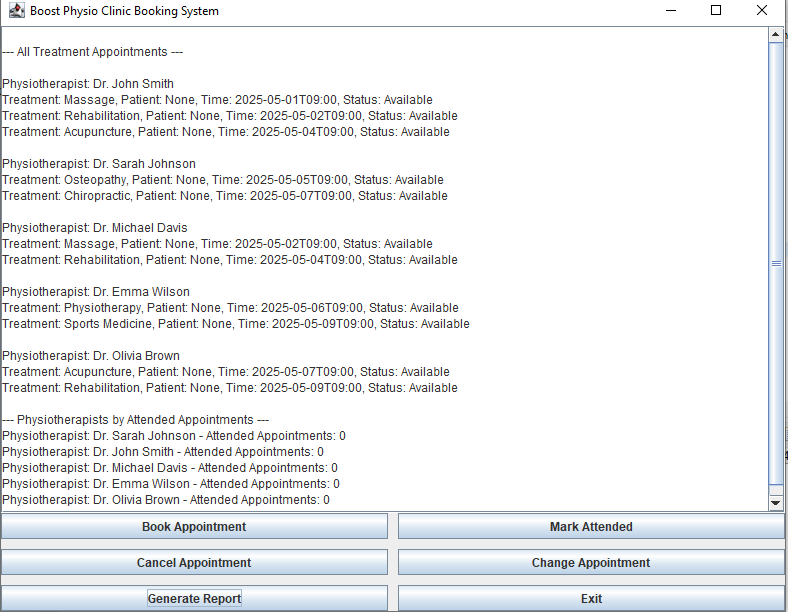 Boost Physio Clinic Booking System
--- All Treatment Appointments ---
Physiotherapist: Dr. John Smith
Treatment: Massage, Patient: None, Time: 2025-05-01T09:00, Status: Available
Treatment: Rehabilitation, Patient: None, Time: 2025-05-02T09:00, Status: Available
Treatment: Acupuncture, Patient: None, Time: 2025-05-04T09:00, Status: Available
Physiotherapist: Dr. Sarah Johnson
Treatment: Osteopathy, Patient: None, Time: 2025-05-05T09:00, Status: Available
Treatment: Chiropractic, Patient: None, Time: 2025-05-07T09:00, Status: Available
Physiotherapist: Dr. Michael Davis
Treatment: Massage, Patient: None, Time: 2025-05-02T09:00, Status: Available
Treatment: Rehabilitation, Patient: None, Time: 2025-05-04T09:00, Status: Available
Physiotherapist: Dr. Emma Wilson
Treatment: Physiotherapy, Patient: None, Time: 2025-05-06T09:00, Status: Available
Treatment: Sports Medicine, Patient: None, Time: 2025-05-09T09:00, Status: Available
Physiotherapist: Dr. Olivia Brown
Treatment: Acupuncture, Patient: None, Time: 2025-05-07T09:00, Status: Available
Treatment: Rehabilitation, Patient: None, Time: 2025-05-09T09:00, Status: Available
--- Physiotherapists by Attended Appointments ---
Physiotherapist: Dr. Sarah Johnson - Attended Appointments: 0
Physiotherapist: Dr. John Smith - Attended Appointments: 0
Physiotherapist: Dr. Michael Davis - Attended Appointments: 0
Physiotherapist: Dr. Emma Wilson - Attended Appointments: 0
Physiotherapist: Dr. Olivia Brown - Attended Appointments: 0
Book Appointment
Mark Attended
Cancel Appointment
Change Appointment
Generate Report
Exit